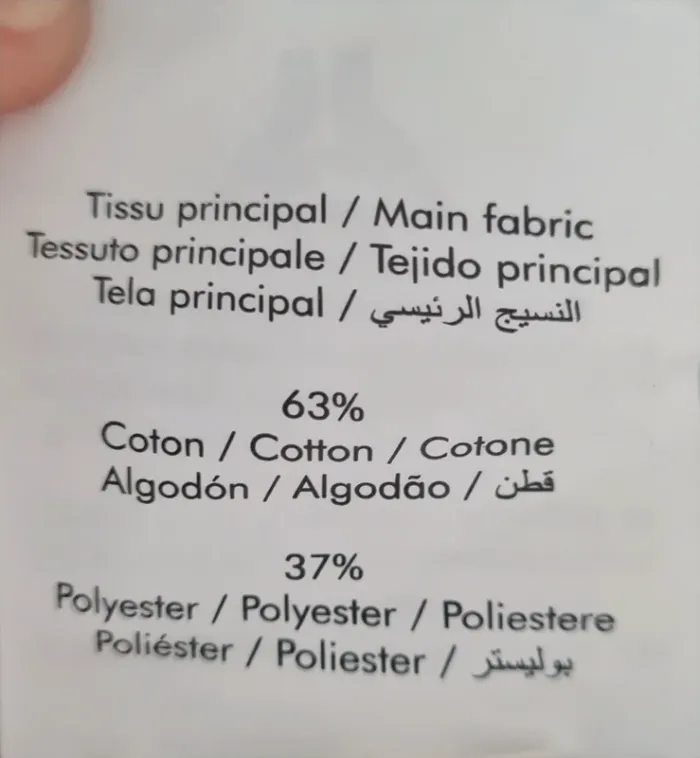 Tissu principal / Main fabric
Tessuto principale / Tejido principal
Tela principal / النسيج الرئيسي
63%
Coton / Cotton / Cotone
Algodón / Algodão / قطن
37%
Polyester / Polyester / Poliestere
Poliéster / Poliester / بوليستر